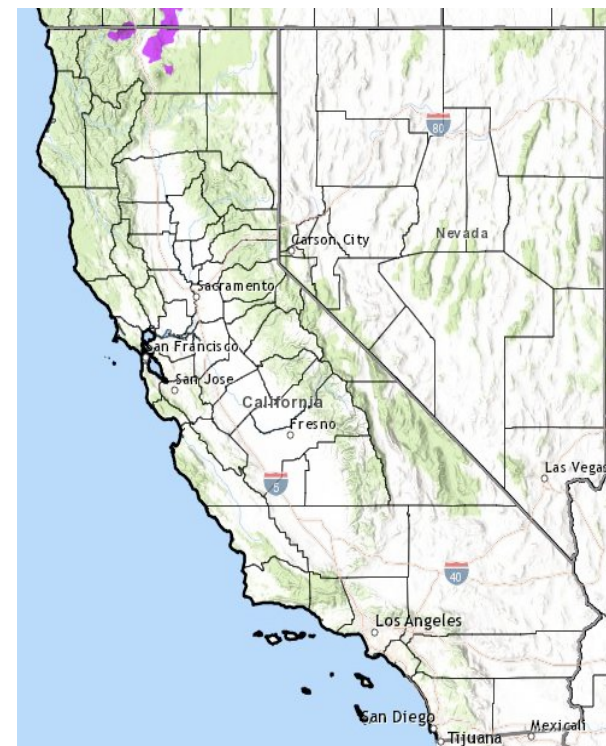 80
Nevada
Carson City
Sacramento
San Francisco
San Jose
California
Fresno
Las Vegas
5
40
Los Angeles
San Diego
Mexicali
Tijuana